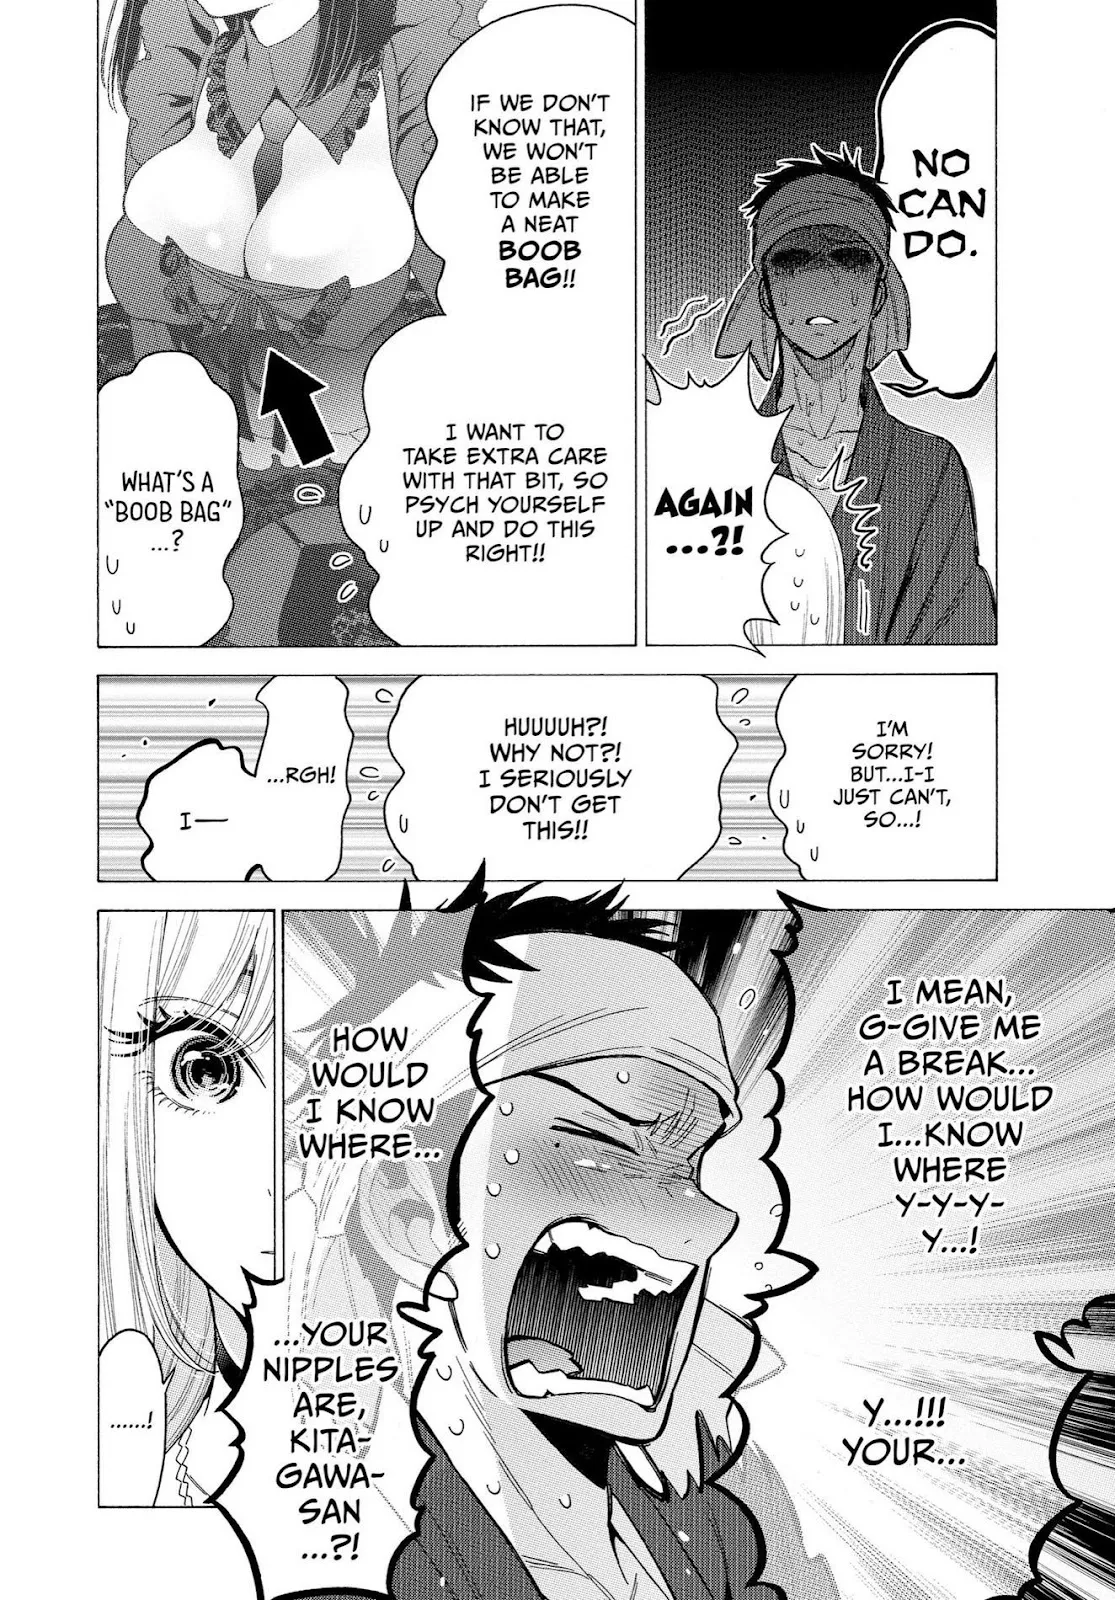 NO
CAN
DO.
AGAIN
...?!
IF WE DON'T
KNOW THAT,
WE WON'T
BE ABLE
TO MAKE
A NEAT
BOOB
BAG!!
I WANT TO
TAKE EXTRA CARE
WITH THAT BIT, SO
PSYCH YOURSELF
UP AND DO THIS
RIGHT!!
WHAT'S A
"BOOB BAG"
...?
I'M
SORRY!
BUT...I-I
JUST CAN'T,
SO...!
HUUUUH?!
WHY NOT?!
I SERIOUSLY
DON'T GET
THIS!!
...RGH!
I—
I MEAN,
G-GIVE ME
A BREAK...
HOW WOULD
I...KNOW
WHERE
Y-Y-Y-
Y...!
Y...!!!
YOUR...
HOW
WOULD
I KNOW
WHERE...
...YOUR
NIPPLES
ARE,
KITA-
GAWA-
SAN
...?!
......!